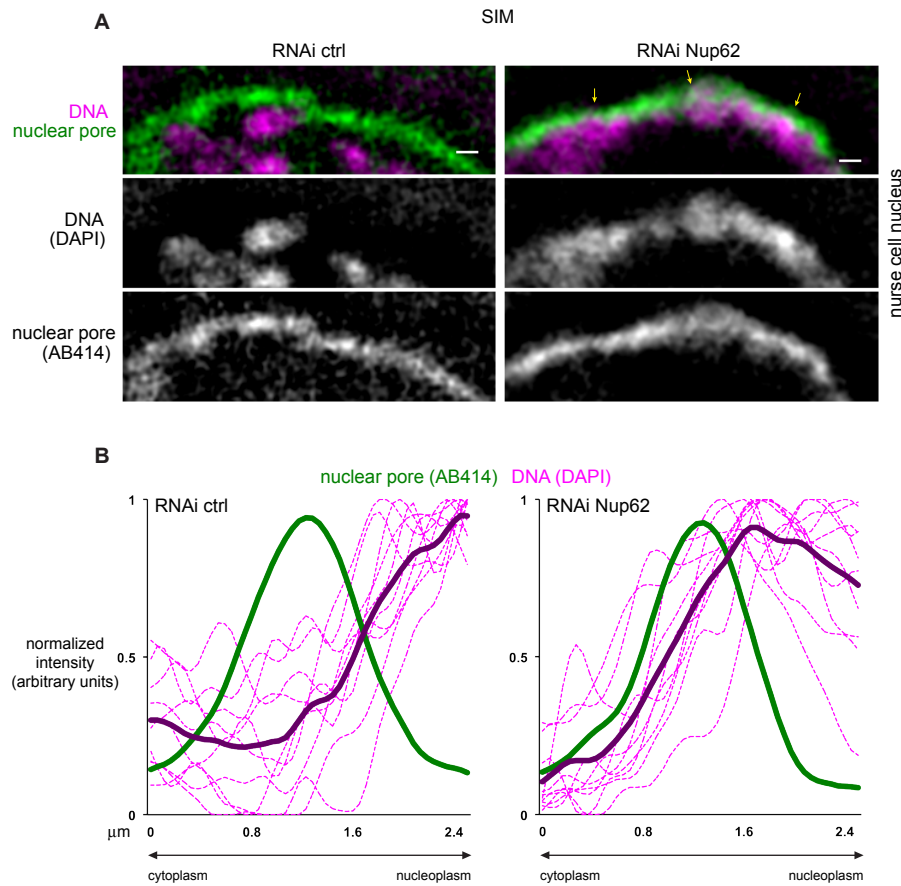 SIM
A
RNAi ctrl
RNAi Nup62
DNA
nuclear pore
DNA
(DAPI)
nuclear pore
(AB414)
nurse cell nucleus
B
nuclear pore (AB414) DNA (DAPI)
1
RNAi ctrl
0.5
0
normalized
intensity
(arbitrary units)
μm
0
0.8
1.6
2.4
cytoplasm
nucleoplasm
1
RNAi Nup62
0.5
0
0
0.8
1.6
2.4
cytoplasm
nucleoplasm